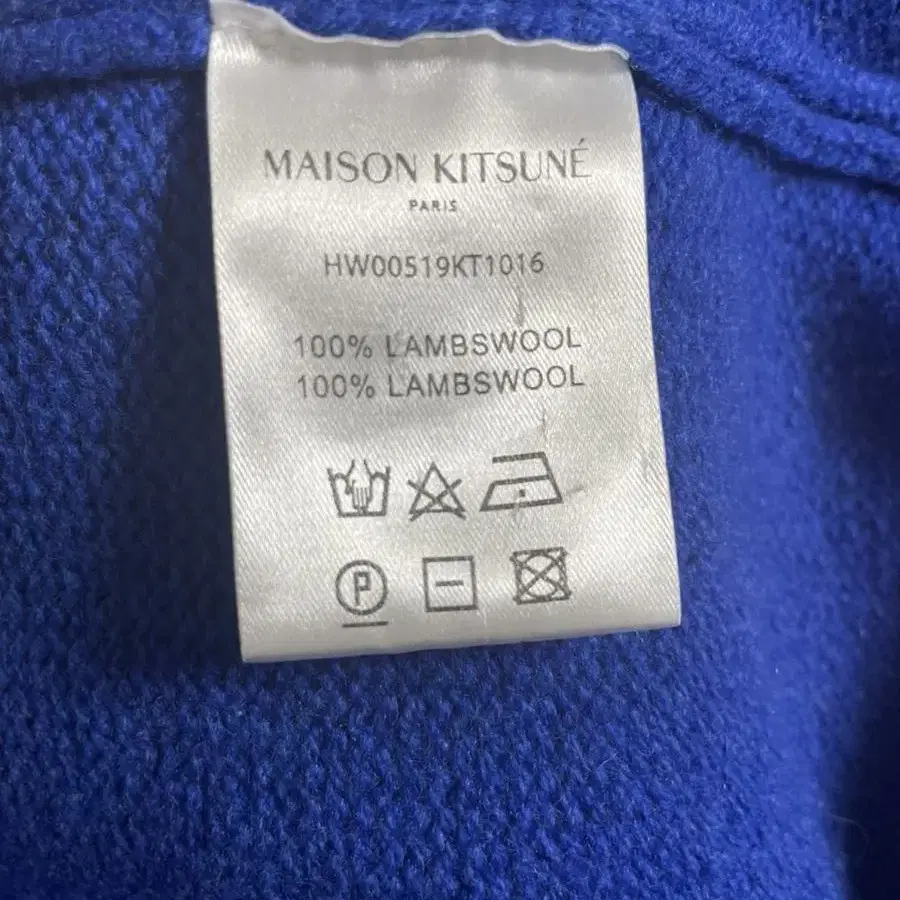 MAISON KITSUNÉ
PARIS
HW00519KT1016
100% LAMBSWOOL
100% LAMBSWOOL
P